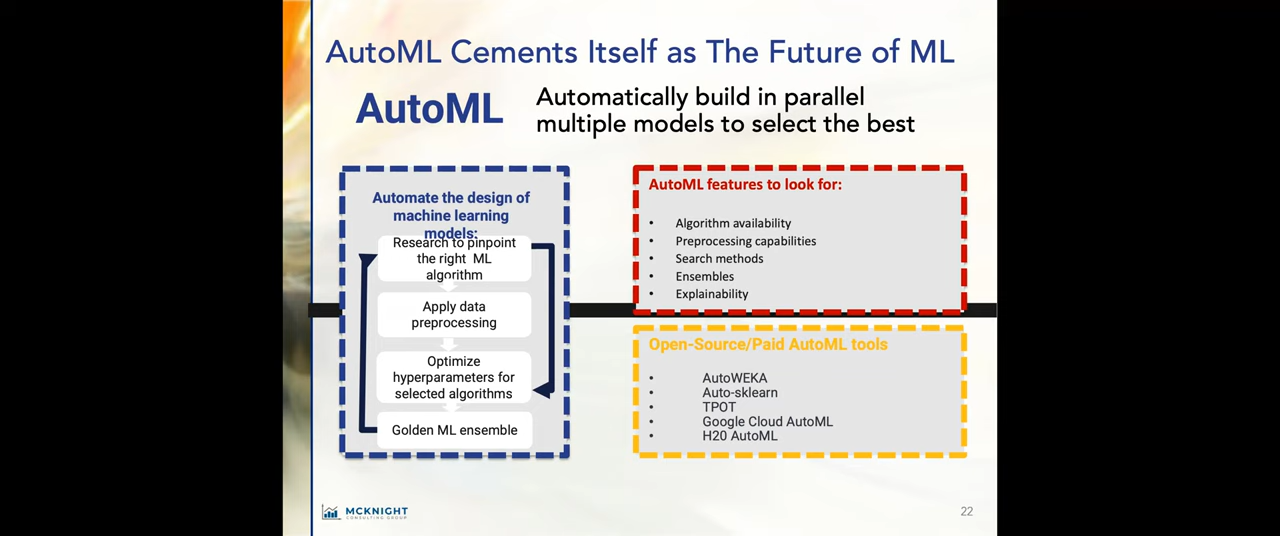 AutoML Cements Itself as The Future of ML
AutoML
Automatically build in parallel
multiple models to select the best
Automate the design of
machine learning
models:
Research to pinpoint
the right ML
algorithm
Apply data
preprocessing
Optimize
hyperparameters for
selected algorithms
Golden ML ensemble
AutoML features to look for:
• Algorithm availability
• Preprocessing capabilities
• Search methods
• Ensembles
• Explainability
Open-Source/Paid AutoML tools
• AutoWEKA
• Auto-sklearn
• TPOT
• Google Cloud AutoML
• H20 AutoML
MCKNIGHT
CONSULTING GROUP
22